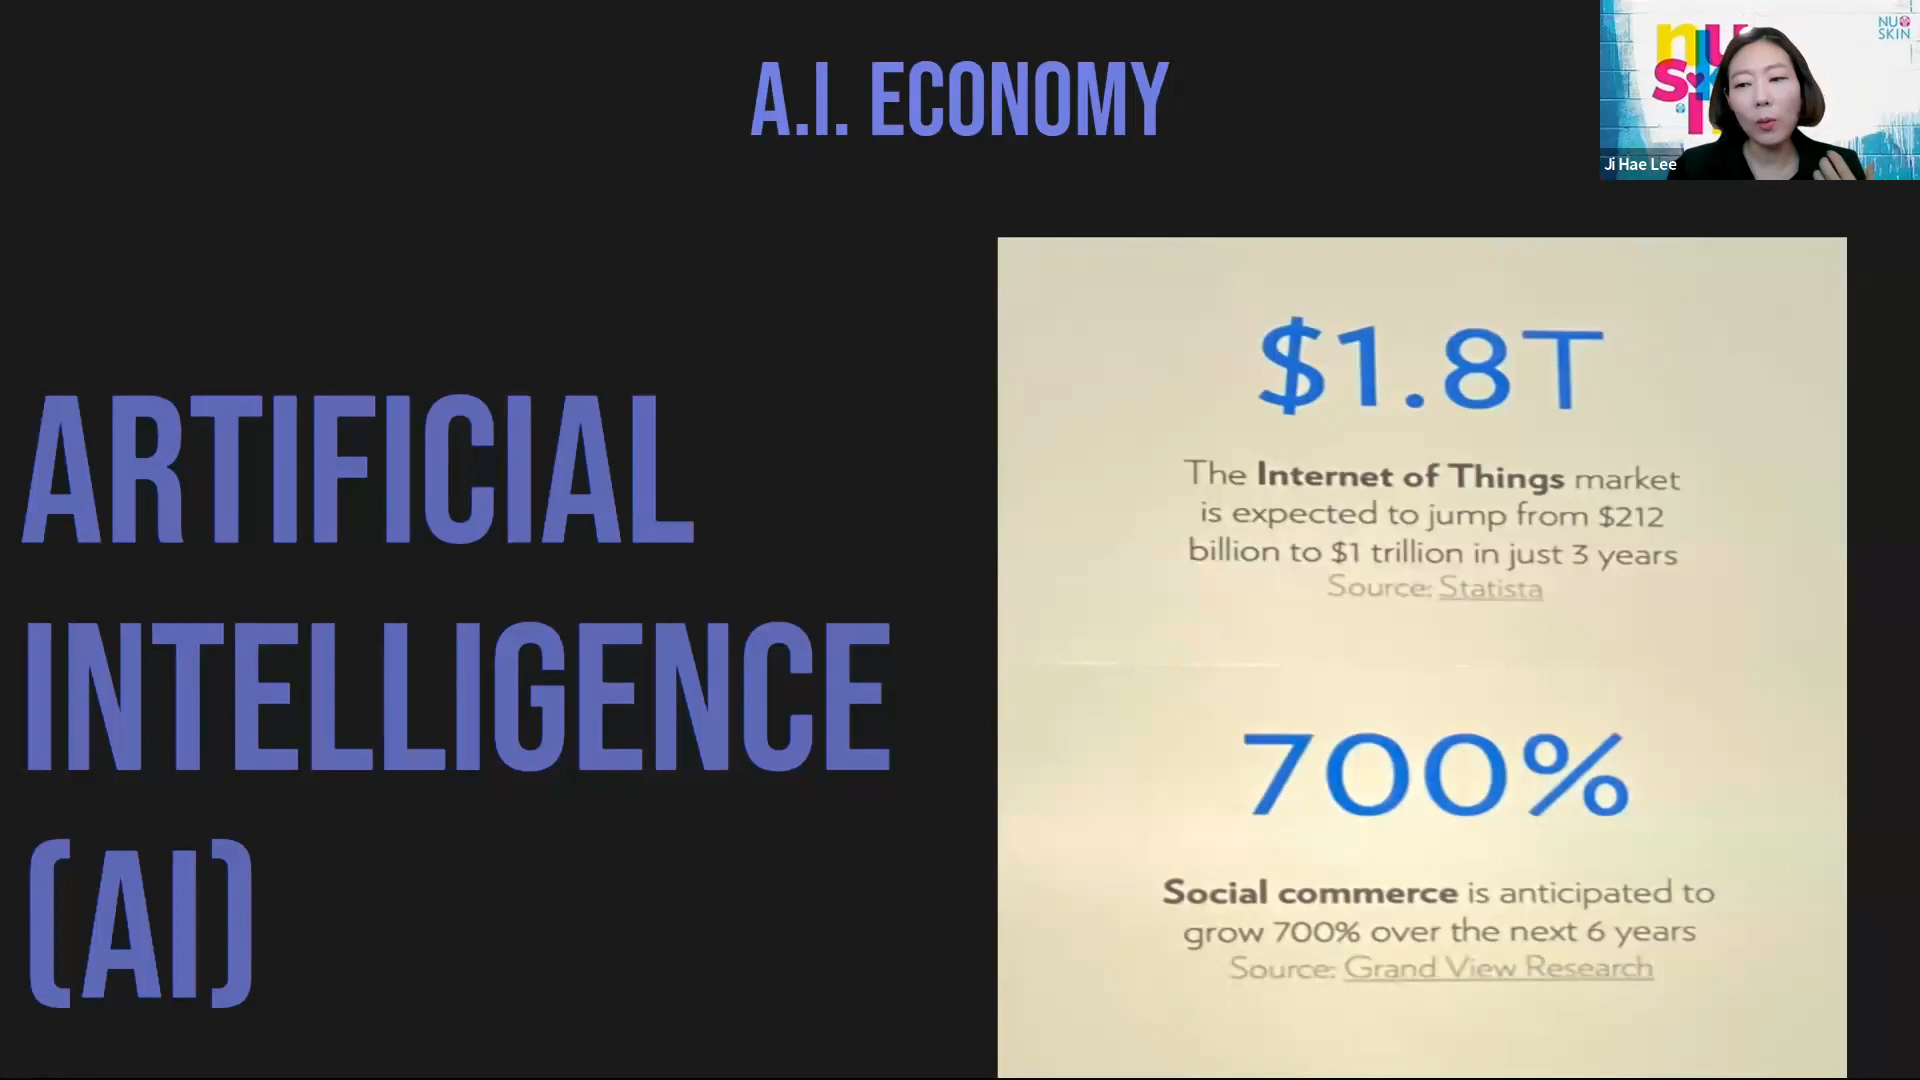 A.I. ECONOMY
NU SKIN
Ji Hae Lee
ARTIFICIAL
INTELLIGENCE
(AI)
$1.8T
The Internet of Things market
is expected to jump from $212
billion to $1 trillion in just 3 years
Source: Statista
700%
Social commerce is anticipated to
grow 700% over the next 6 years
Source: Grand View Research